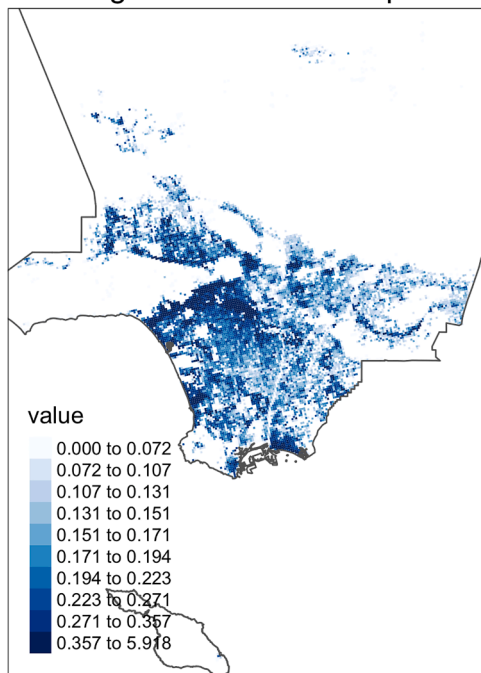 value
0.000 to 0.072
0.072 to 0.107
0.107 to 0.131
0.131 to 0.151
0.151 to 0.171
0.171 to 0.194
0.194 to 0.223
0.223 to 0.271
0.271 to 0.357
0.357 to 5.918